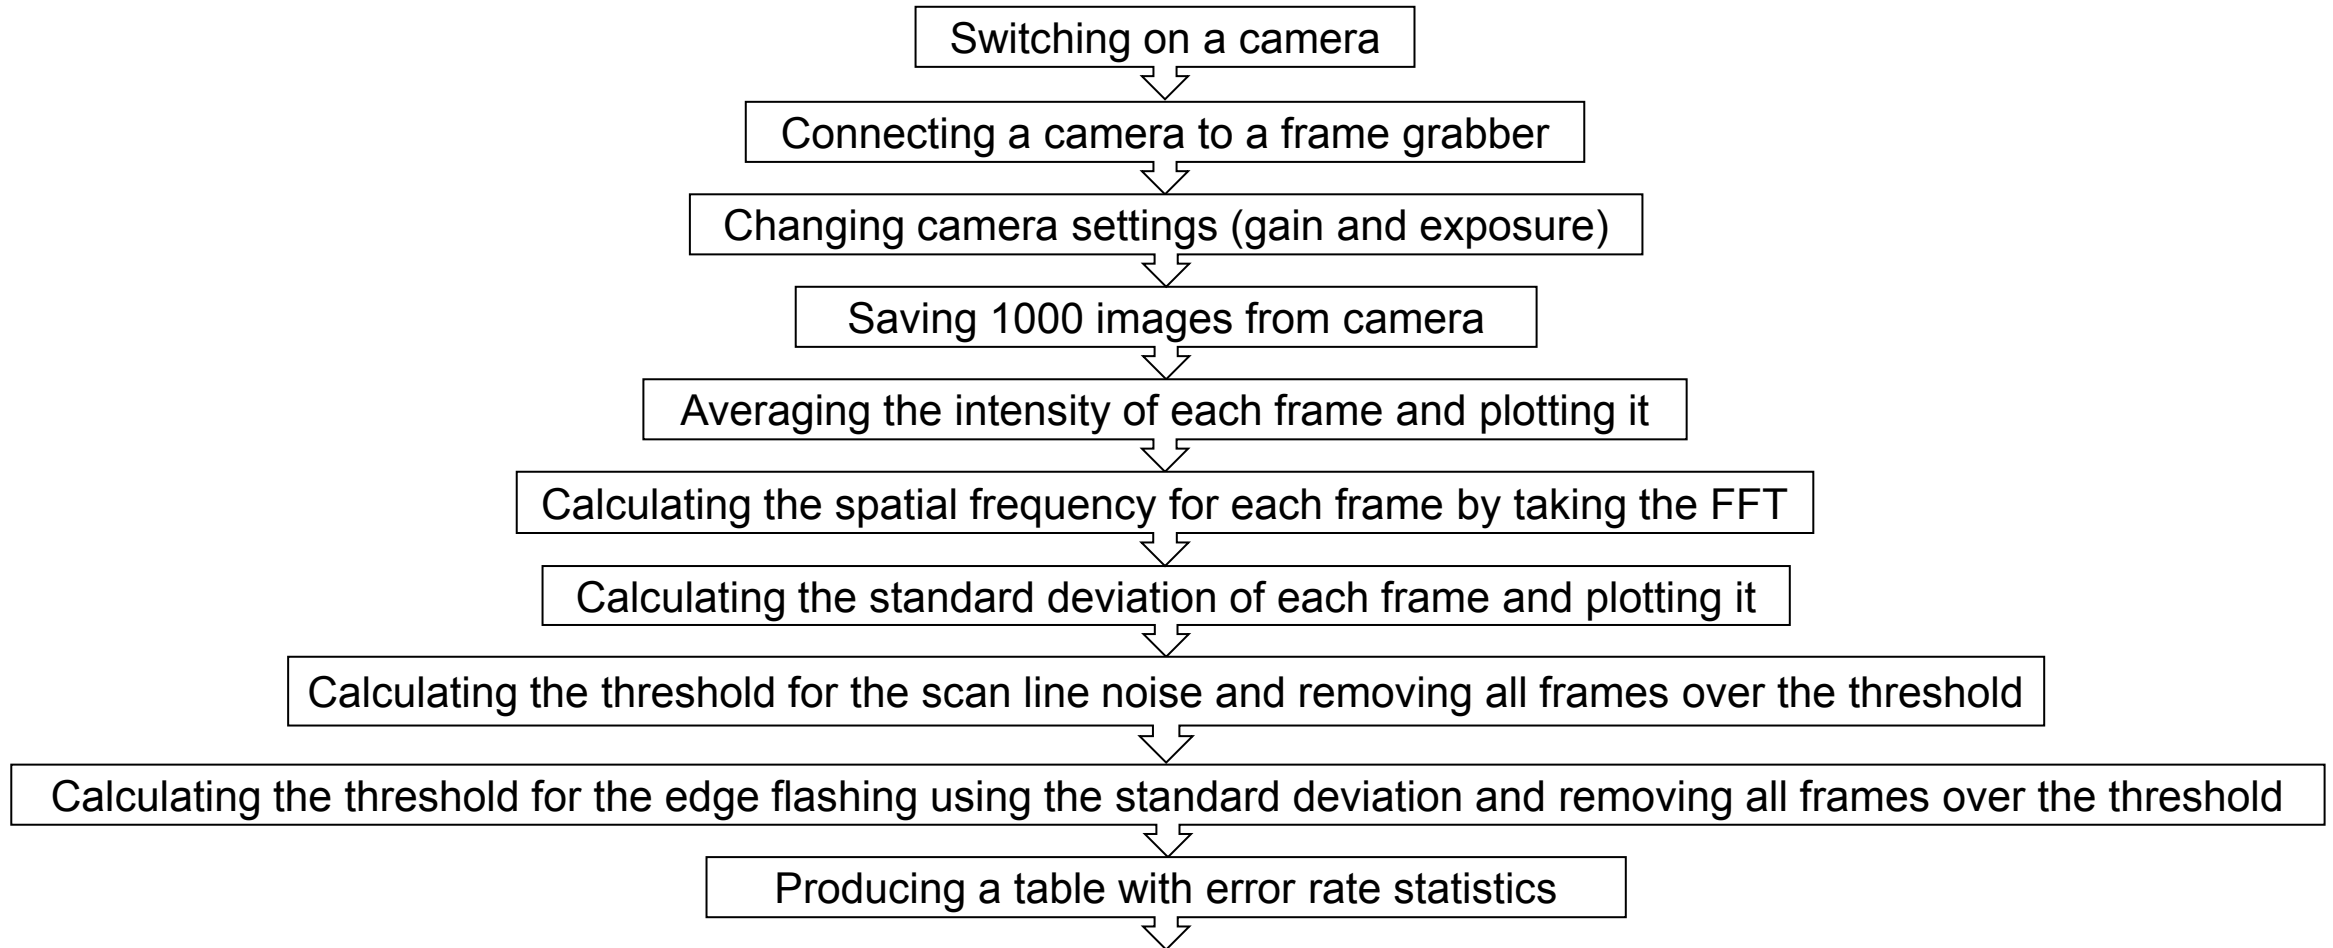 Switching on a camera
Connecting a camera to a frame grabber
Changing camera settings (gain and exposure)
Saving 1000 images from camera
Averaging the intensity of each frame and plotting it
Calculating the spatial frequency for each frame by taking the FFT
Calculating the standard deviation of each frame and plotting it
Calculating the threshold for the scan line noise and removing all frames over the threshold
Calculating the threshold for the edge flashing using the standard deviation and removing all frames over the threshold
Producing a table with error rate statistics